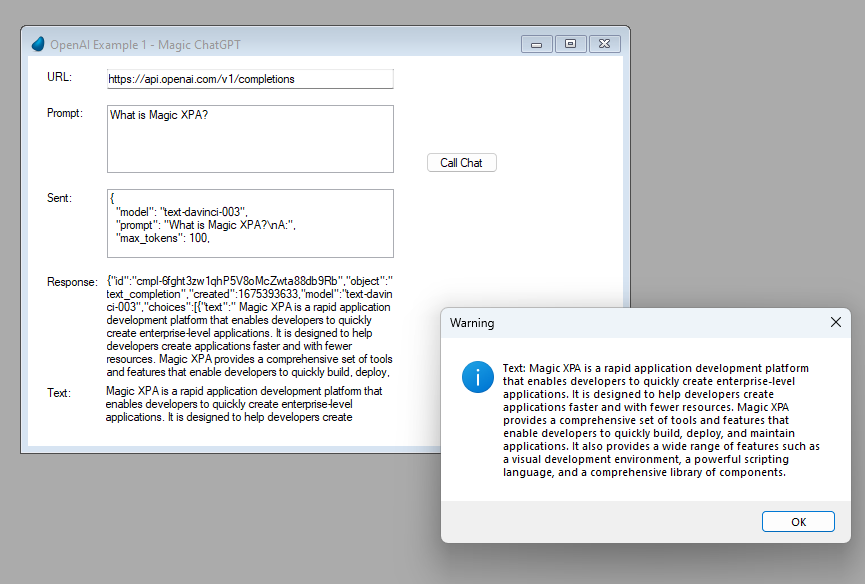 OpenAI Example 1 - Magic ChatGPT
URL:
https://api.openai.com/v1/completions
Prompt:
What is Magic XPA?
Call Chat
Sent:
{
"model": "text-davinci-003",
"prompt": "What is Magic XPA?\nA:",
"max_tokens": 100,
Response:
{"id":"cmpl-6fght3zw1qhP5V8oMcZwta88db9Rb","object":"
text_completion","created":1675393633,"model":"text-davin
ci-003","choices":[{"text":" Magic XPA is a rapid application
development platform that enables developers to quickly
create enterprise-level applications. It is designed to help
developers create applications faster and with fewer
resources. Magic XPA provides a comprehensive set of tools
and features that enable developers to quickly build, deploy,
Text:
Magic XPA is a rapid application development platform that
enables developers to quickly create enterprise-level
applications. It is designed to help developers create
Warning
Text: Magic XPA is a rapid application development platform
that enables developers to quickly create enterprise-level
applications. It is designed to help developers create
applications faster and with fewer resources. Magic XPA
provides a comprehensive set of tools and features that
enable developers to quickly build, deploy, and maintain
applications. It also provides a wide range of features such as
a visual development environment, a powerful scripting
language, and a comprehensive library of components.
OK